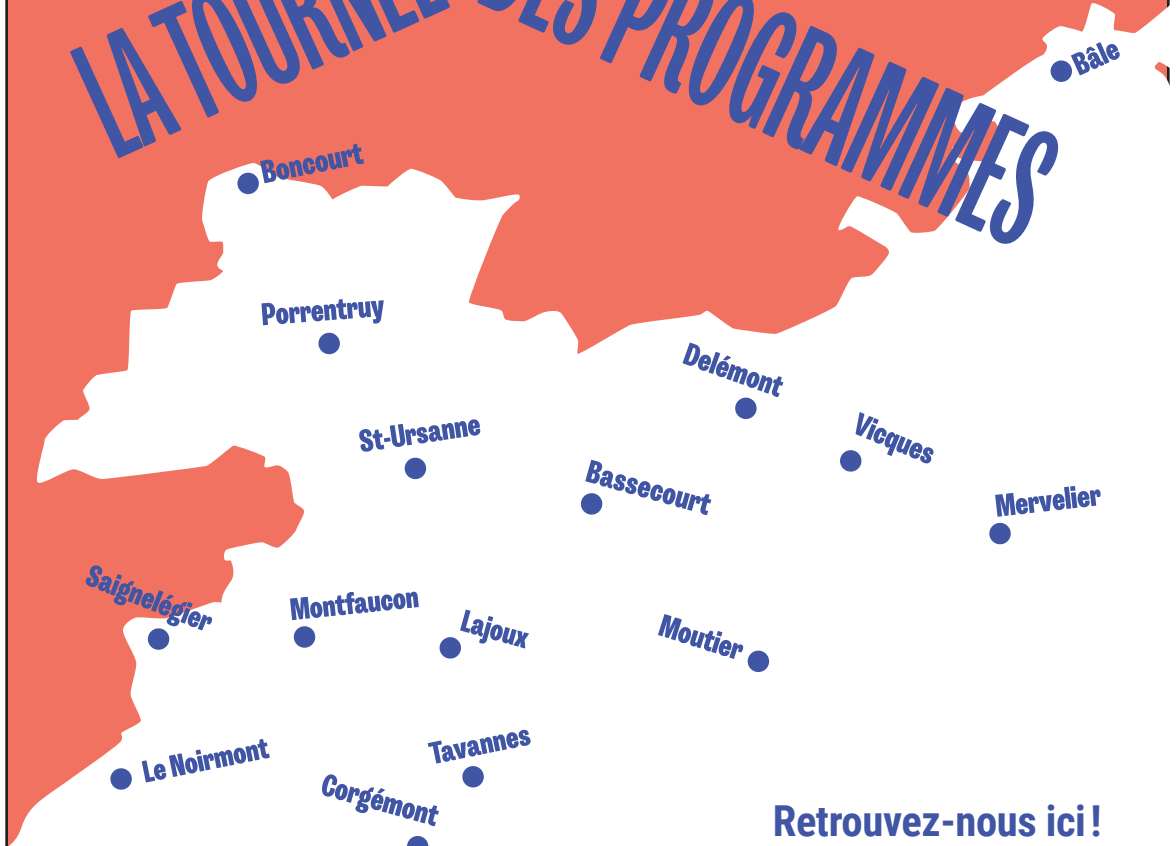 LA TOURNÉE DES PROGRAMMES
Bâle
Boncourt
Porrentruy
Delémont
St-Ursanne
Vicques
Bassecourt
Mervelier
Saignelégier
Montfaucon
Lajoux
Moutier
Le Noirmont
Tavannes
Corgémont
Retrouvez-nous ici !